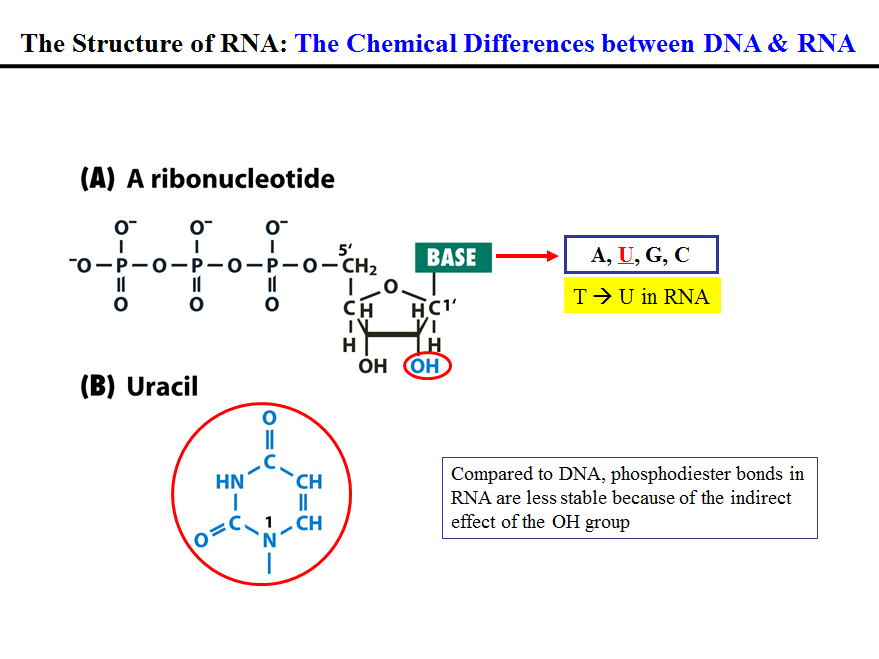 The Structure of RNA: The Chemical Differences between DNA & RNA
(A) A ribonucleotide
O⁻ O⁻ O⁻
⁻O–P–O–P–O–P–O–CH₂ 5′ BASE
O O O
O
CH HC1′
H H
OH OH
A, U, G, C
T → U in RNA
(B) Uracil
O
C
HN CH
C 1 CH
O N
Compared to DNA, phosphodiester bonds in
RNA are less stable because of the indirect
effect of the OH group